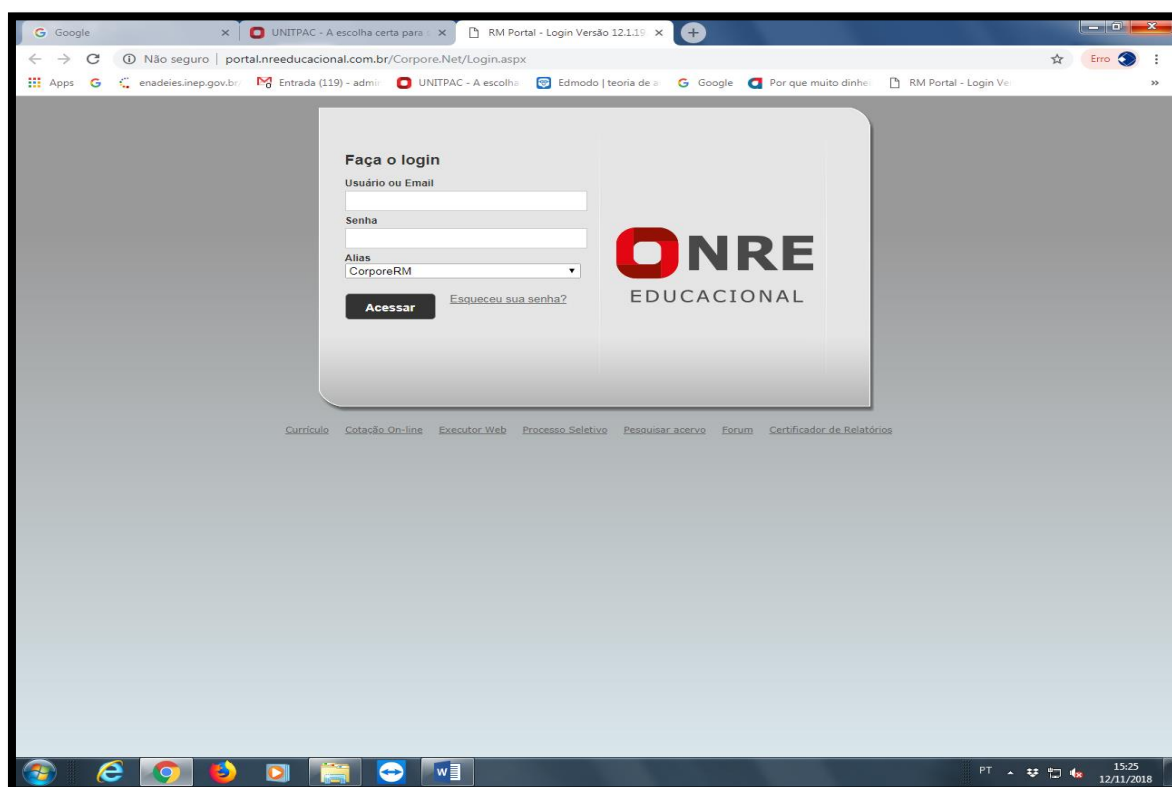 Google
UNITPAC - A escolha certa para
RM Portal - Login Versão 12.1.19
Não seguro | portal.nreeducacional.com.br/Corpore.Net/Login.aspx
Erro
Apps
enadeies.inep.gov.br
Entrada (119) - admi
UNITPAC - A escolha
Edmodo | teoria de a
Google
Por que muito dinhe
RM Portal - Login Ve
Faça o login
Usuário ou Email
Senha
Alias
CorporeRM
Acessar
Esqueceu sua senha?
NRE
EDUCACIONAL
Currículo Cotação On-line Executor Web Processo Seletivo Pesquisar acervo Forum Certificador de Relatórios
PT
15:25
12/11/2018